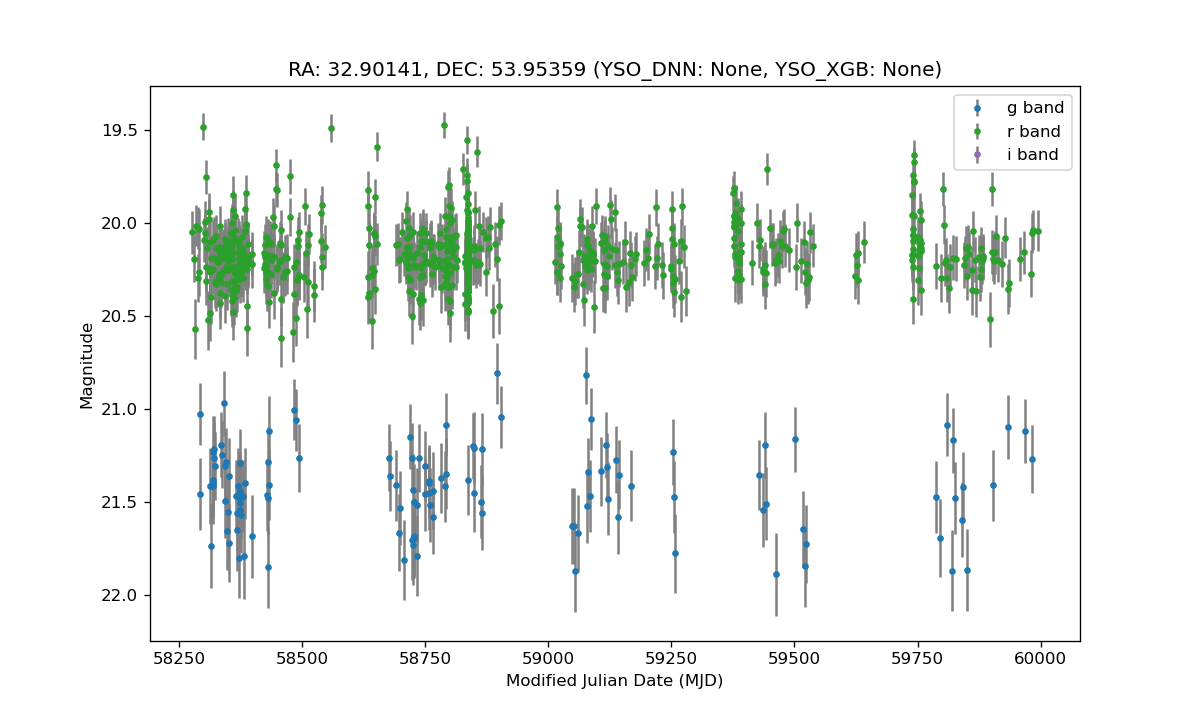 RA: 32.90141, DEC: 53.95359 (YSO_DNN: None, YSO_XGB: None)
g band
r band
i band
19.5
20.0
20.5
21.0
21.5
22.0
Magnitude
58250 58500 58750 59000 59250 59500 59750 60000
Modified Julian Date (MJD)